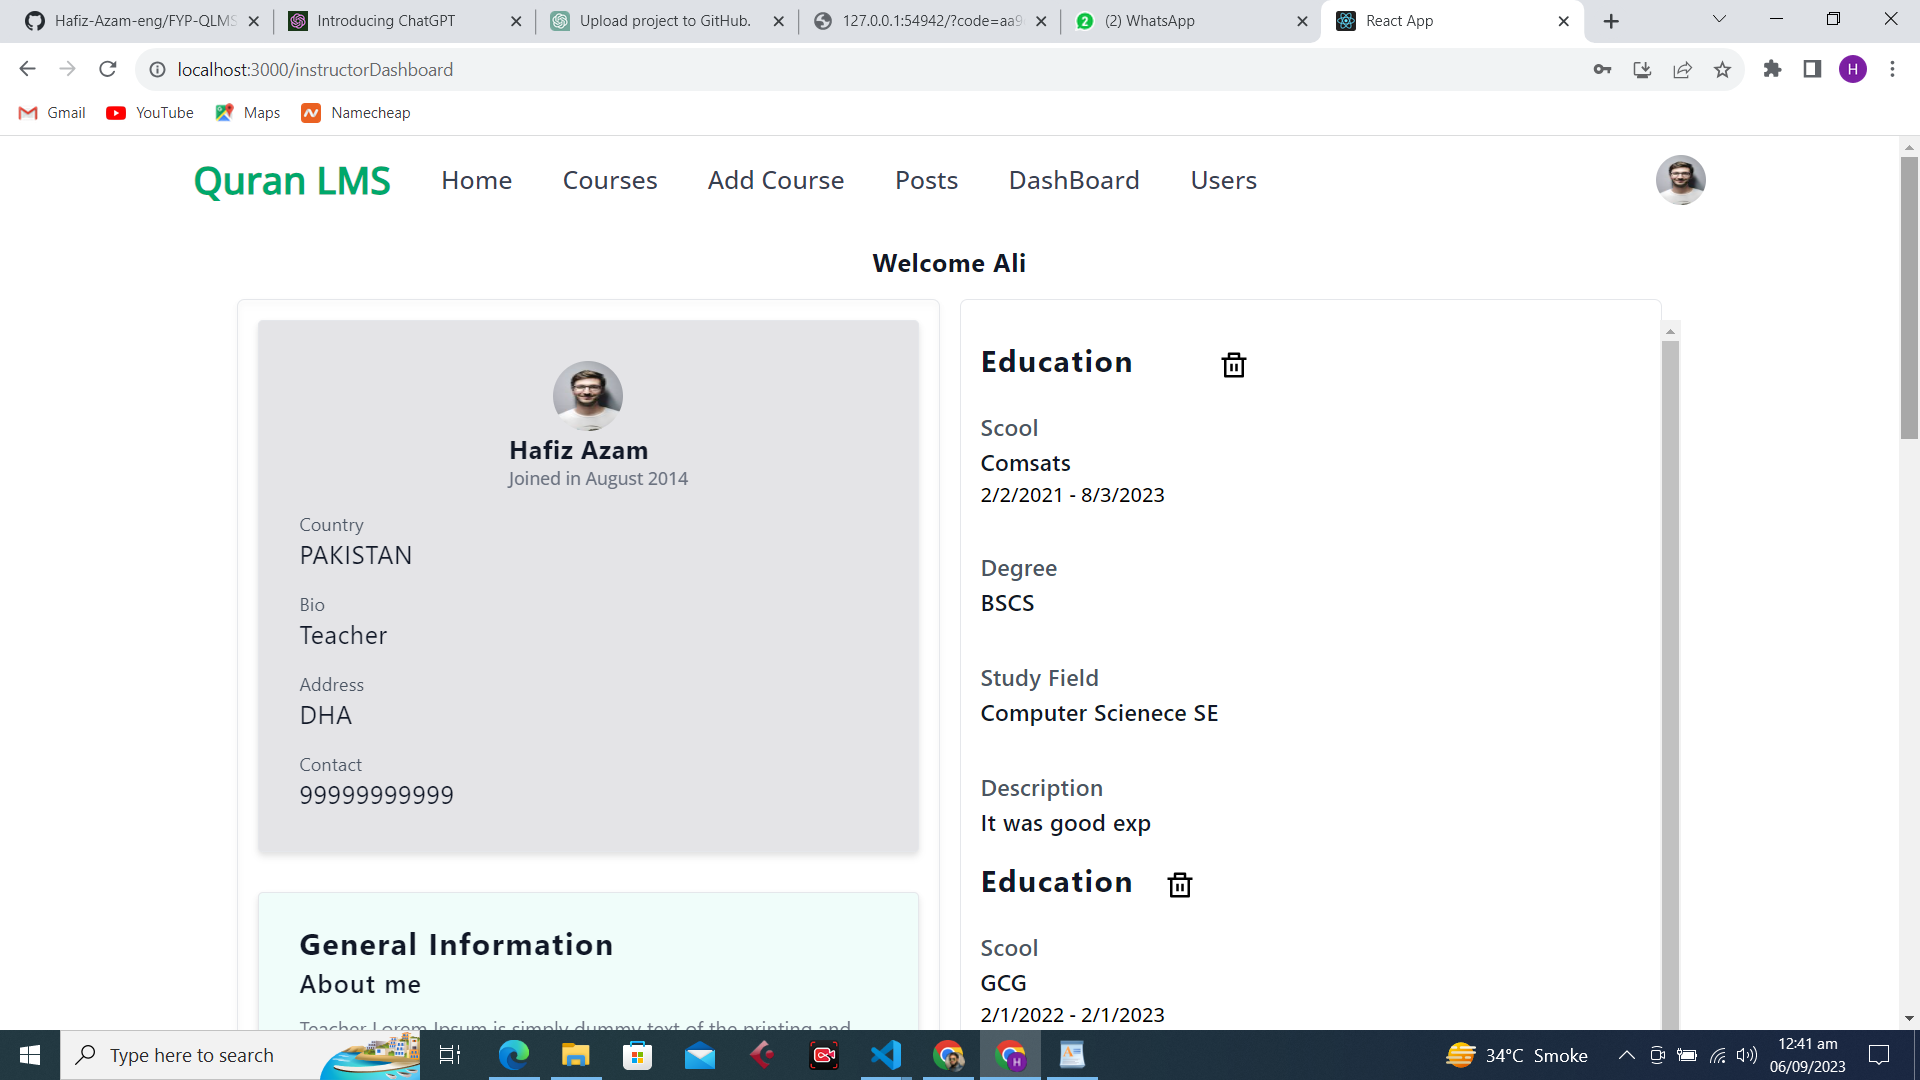 Hafiz-Azam-eng/FYP-QLMS
Introducing ChatGPT
Upload project to GitHub.
127.0.0.1:54942/?code=aa9
(2) WhatsApp
React App
localhost:3000/instructorDashboard
H
Gmail
YouTube
Maps
Namecheap
Quran LMS
Home
Courses
Add Course
Posts
DashBoard
Users
Welcome Ali
Hafiz Azam
Joined in August 2014
Country
PAKISTAN
Bio
Teacher
Address
DHA
Contact
99999999999
General Information
About me
Teacher Lorem Ipsum is simply dummy text of the printing and
Education
Scool
Comsats
2/2/2021 - 8/3/2023
Degree
BSCS
Study Field
Computer Scienece SE
Description
It was good exp
Education
Scool
GCG
2/1/2022 - 2/1/2023
Type here to search
34°C Smoke
12:41 am
06/09/2023